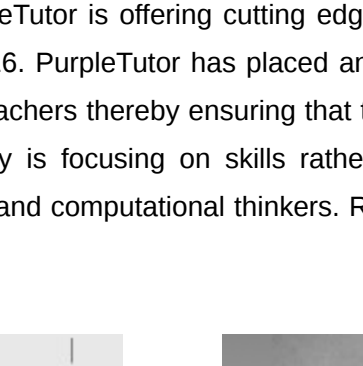 eTutor is offering cutting edg
6. PurpleTutor has placed an
achers thereby ensuring that t
y is focusing on skills rathe
and computational thinkers. R